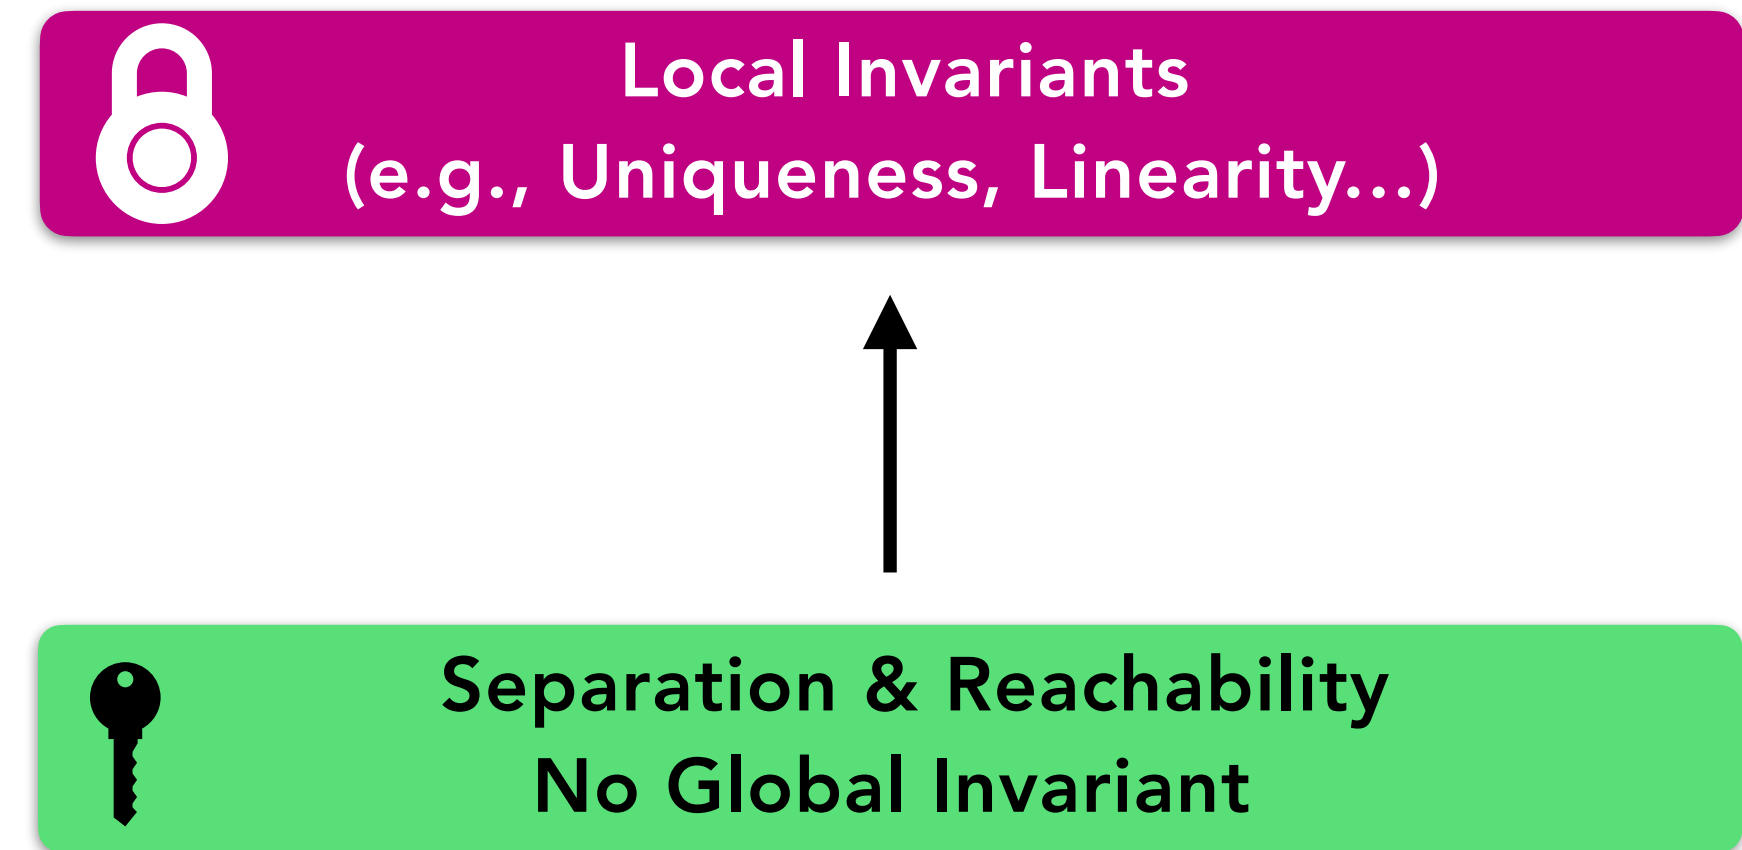 Local Invariants
(e.g., Uniqueness, Linearity...)
Separation & Reachability
No Global Invariant